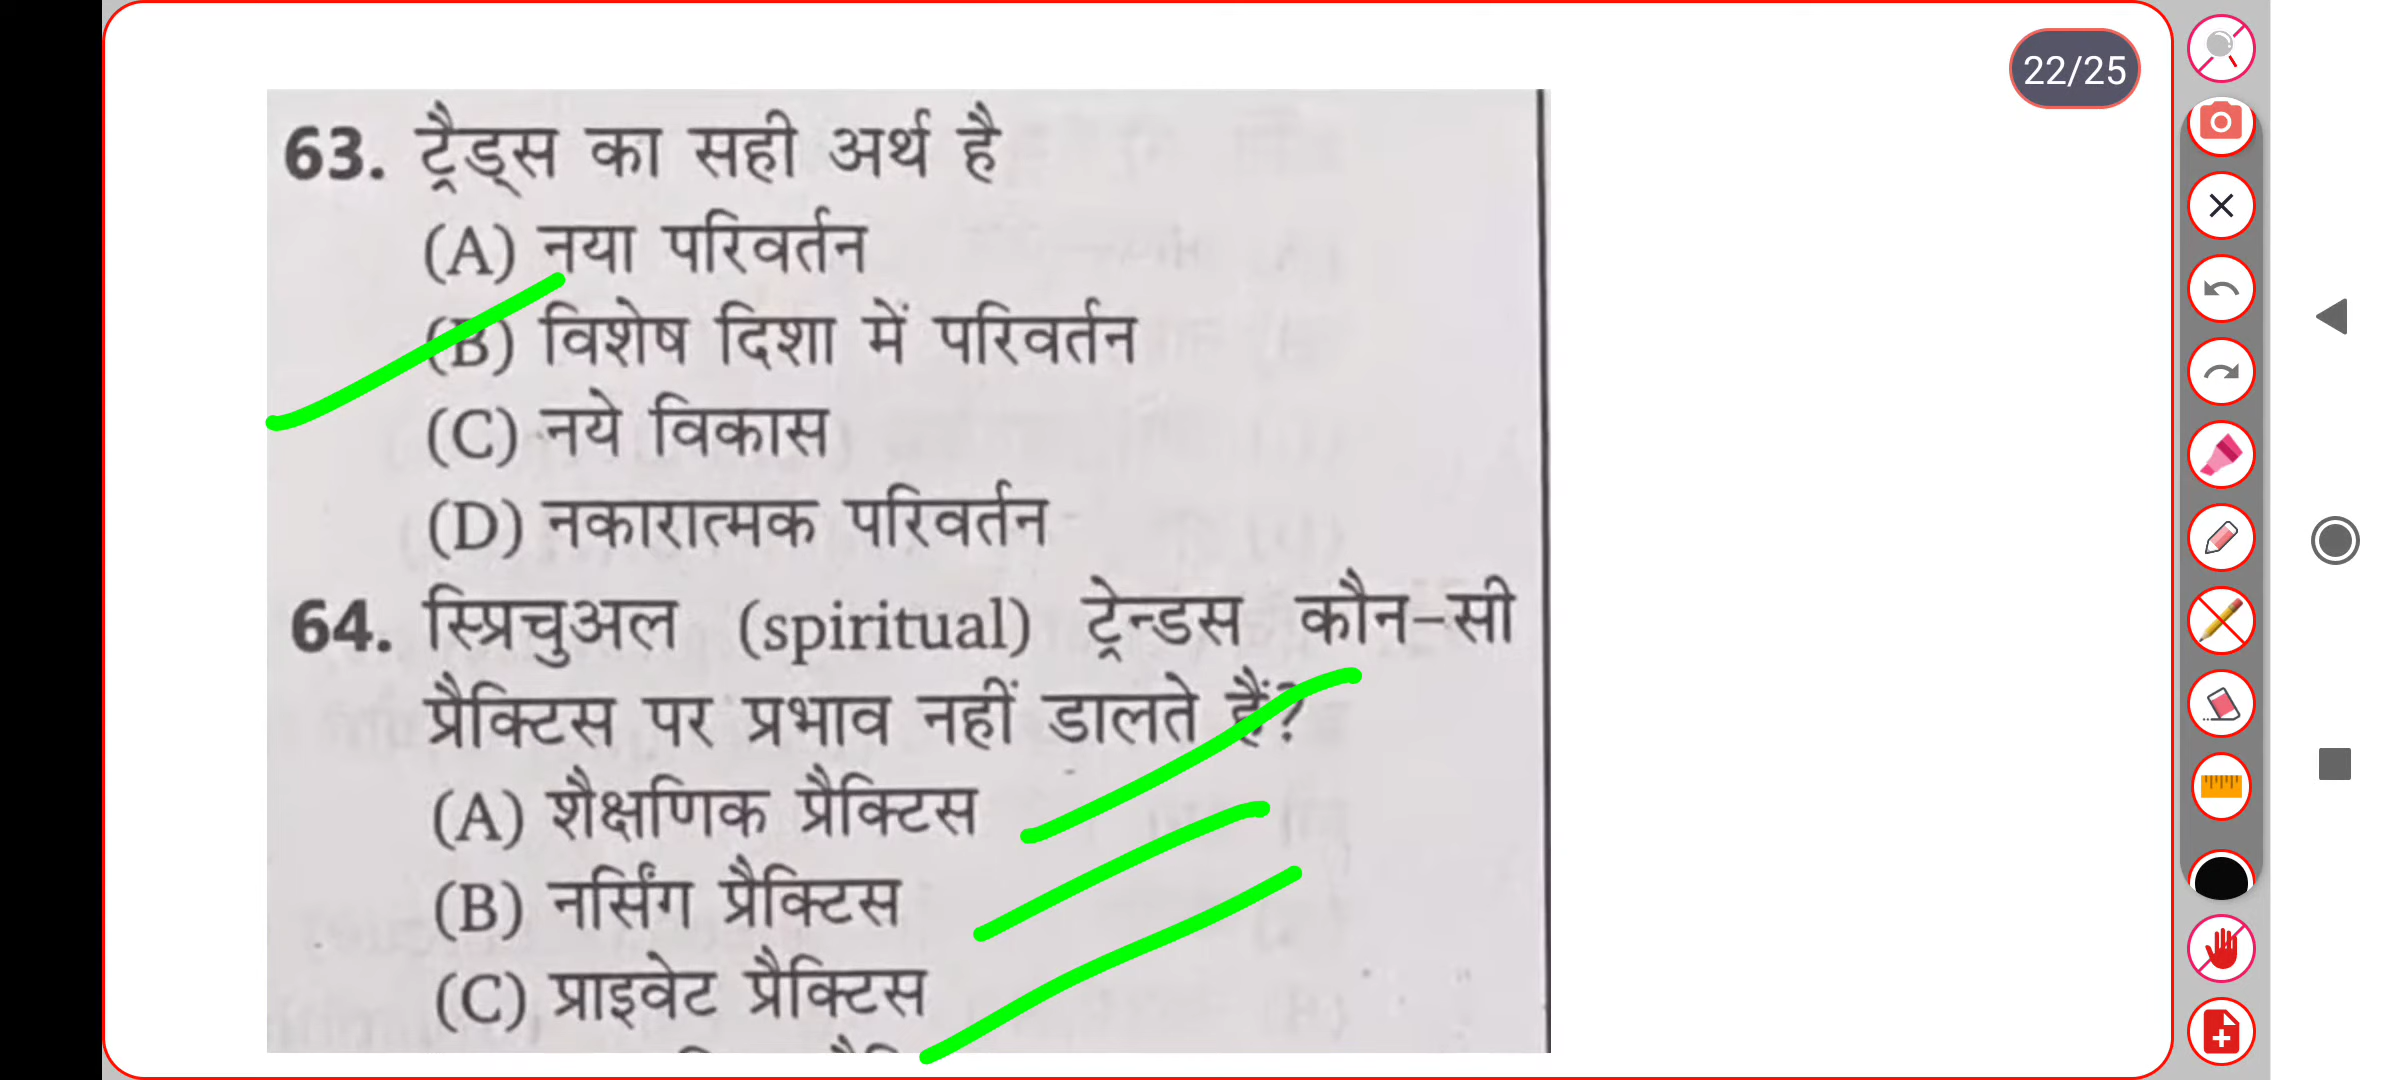 22/25
63. ट्रैड्स का सही अर्थ है
(A) नया परिवर्तन
(B) विशेष दिशा में परिवर्तन
(C) नये विकास
(D) नकारात्मक परिवर्तन
64. स्प्रिचुअल (spiritual) ट्रेन्डस कौन-सी
प्रैक्टिस पर प्रभाव नहीं डालते हैं?
(A) शैक्षणिक प्रैक्टिस
(B) नर्सिंग प्रैक्टिस
(C) प्राइवेट प्रैक्टिस